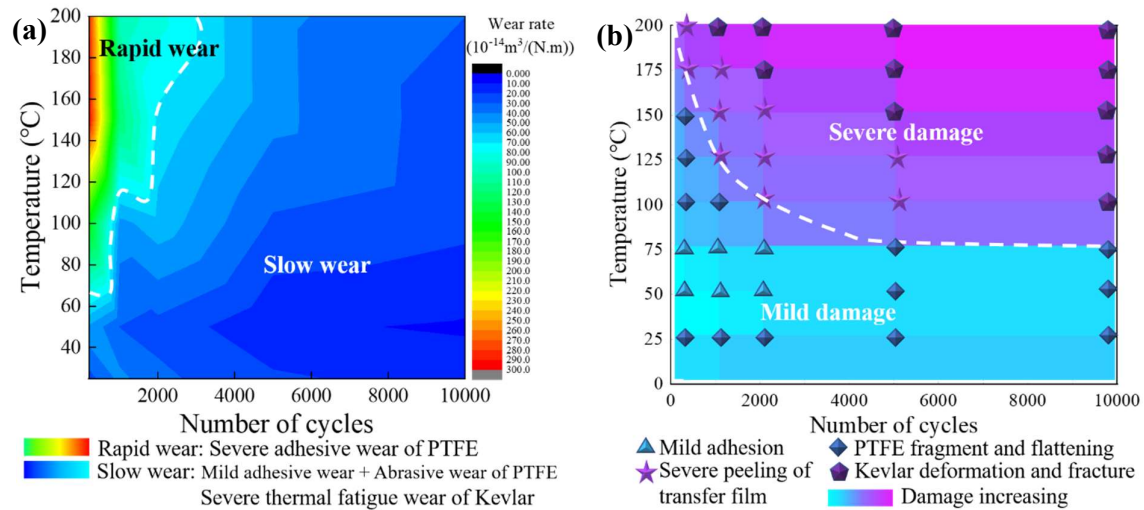 (a)
Wear rate
(10⁻¹⁴m³/(N.m))
0.000
10.00
20.00
30.00
40.00
50.00
60.00
70.00
80.00
90.00
100.0
110.0
120.0
130.0
140.0
150.0
160.0
170.0
180.0
190.0
200.0
210.0
220.0
230.0
240.0
250.0
260.0
270.0
280.0
290.0
300.0
Temperature (℃)
200
180
160
140
120
100
80
60
40
Rapid wear
Slow wear
2000
4000
6000
8000
10000
Number of cycles
Rapid wear: Severe adhesive wear of PTFE
Slow wear: Mild adhesive wear + Abrasive wear of PTFE
Severe thermal fatigue wear of Kevlar
(b)
Temperature (℃)
200
175
150
125
100
75
50
25
0
Severe damage
Mild damage
0
2000
4000
6000
8000
10000
Number of cycles
Mild adhesion
PTFE fragment and flattening
Severe peeling of
transfer film
Kevlar deformation and fracture
Damage increasing